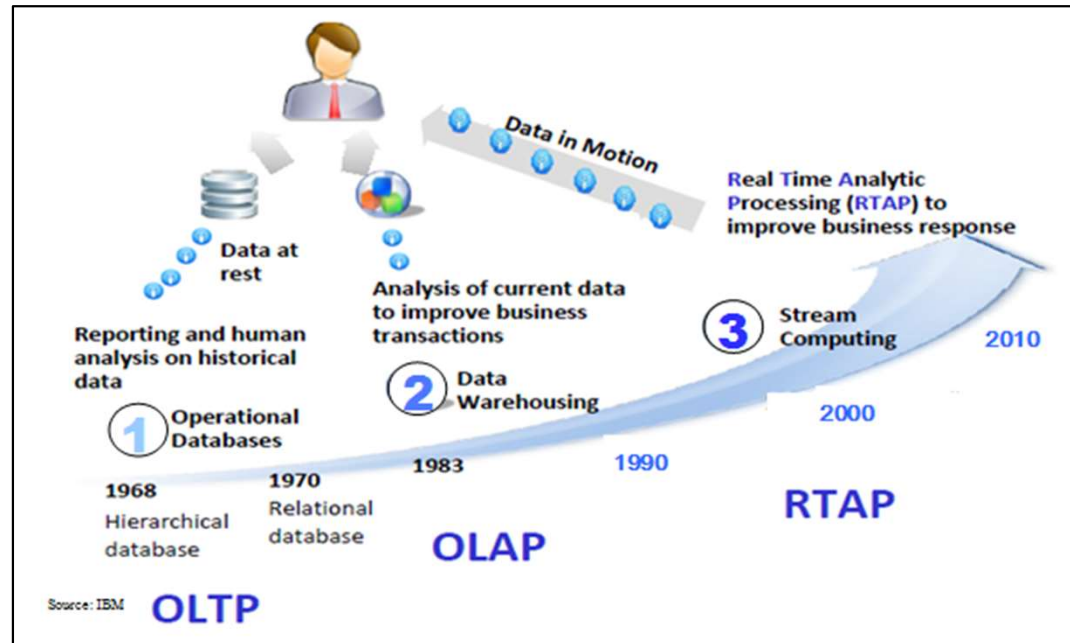 Data in Motion
Real Time Analytic
Processing (RTAP) to
improve business response
Data at
rest
Analysis of current data
to improve business
transactions
Reporting and human
analysis on historical
data
3
Stream
Computing
2
Data
Warehousing
1
Operational
Databases
2010
2000
1990
1983
1970
Relational
database
1968
Hierarchical
database
RTAP
OLAP
OLTP
Source: IBM